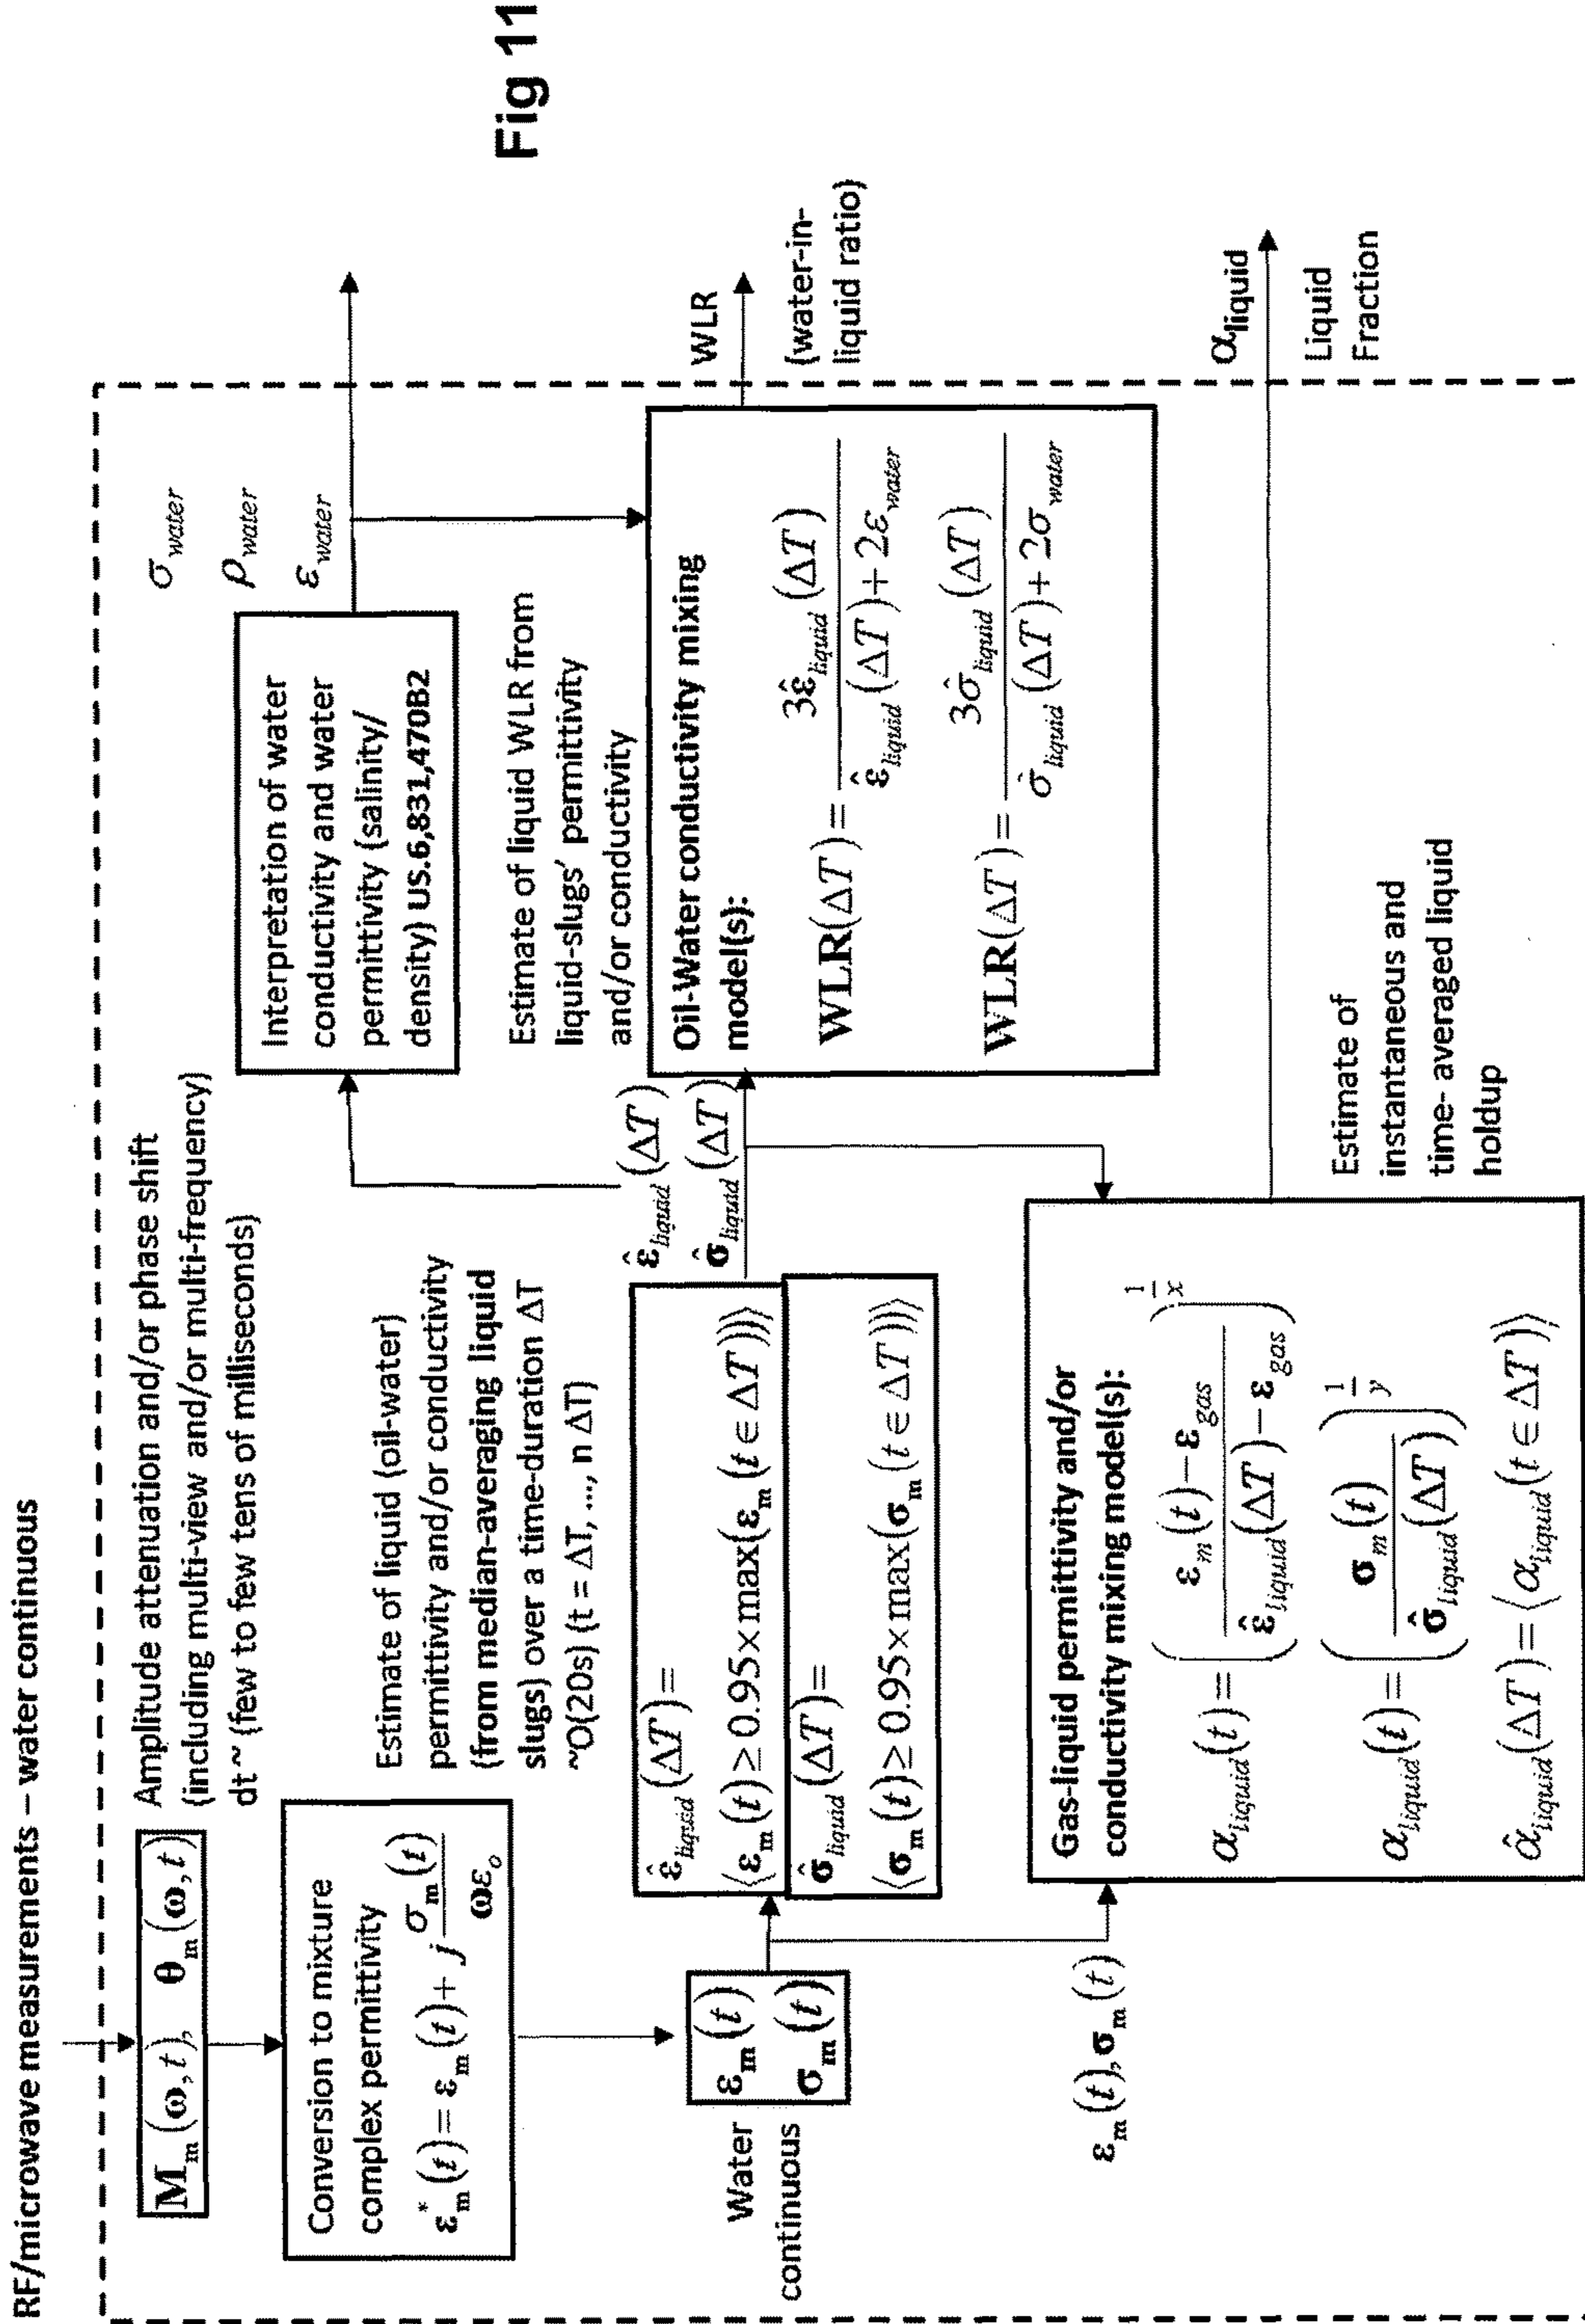 RF/microwave measurements – water continuous
M_m(ω,t), θ_m(ω,t)
Amplitude attenuation and/or phase shift
(including multi-view and/or multi-frequency)
dt ~ (few to few tens of milliseconds)
Conversion to mixture
complex permittivity
ε*_m(t) = ε_m(t) + j σ_m(t)/ωε_o
Water
continuous
ε_m(t)
σ_m(t)
ε_m(t), σ_m(t)
Estimate of liquid (oil-water)
permittivity and/or conductivity
(from median-averaging liquid
slugs) over a time-duration ΔT
~O(20s) (t = ΔT, ..., n ΔT)
ε̂_liquid(ΔT) =
⟨ε_m(t) ≥ 0.95×max(ε_m(t ∈ ΔT)))⟩
σ̂_liquid(ΔT) =
⟨σ_m(t) ≥ 0.95×max(σ_m(t ∈ ΔT)))⟩
ε̂_liquid(ΔT)
σ̂_liquid(ΔT)
Interpretation of water
conductivity and water
permittivity (salinity/
density) US.6,831,470B2
σ_water
ρ_water
ε_water
Estimate of liquid WLR from
liquid-slugs' permittivity
and/or conductivity
Oil-Water conductivity mixing
model(s):
WLR(ΔT) = 3ε̂_liquid(ΔT) / ε̂_liquid(ΔT) + 2ε_water
WLR(ΔT) = 3σ̂_liquid(ΔT) / σ̂_liquid(ΔT) + 2σ_water
WLR
(water-in-
liquid ratio)
Gas-liquid permittivity and/or
conductivity mixing model(s):
α_liquid(t) = (ε_m(t) − ε_gas / ε̂_liquid(ΔT) − ε_gas)^(1/x)
α_liquid(t) = (σ_m(t) / σ̂_liquid(ΔT))^(1/y)
α̂_liquid(ΔT) = ⟨α_liquid(t ∈ ΔT)⟩
Estimate of
instantaneous and
time- averaged liquid
holdup
α_liquid
Liquid
Fraction
Fig 11